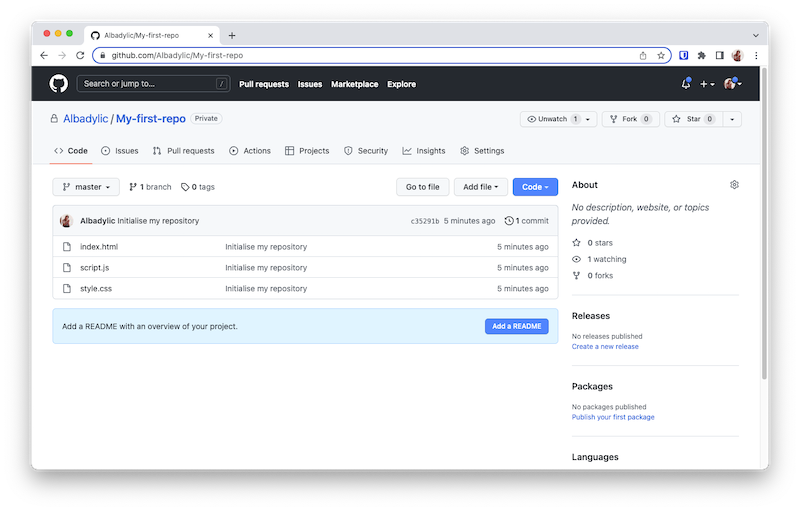 Albadylic/My-first-repo
github.com/Albadylic/My-first-repo
Search or jump to... / Pull requests Issues Marketplace Explore
Albadylic / My-first-repo Private Unwatch 1 Fork 0 Star 0
Code Issues Pull requests Actions Projects Security Insights Settings
master 1 branch 0 tags Go to file Add file Code
Albadylic Initialise my repository c35291b 5 minutes ago 1 commit
index.html Initialise my repository 5 minutes ago
script.js Initialise my repository 5 minutes ago
style.css Initialise my repository 5 minutes ago
Add a README with an overview of your project. Add a README
About
No description, website, or topics
provided.
0 stars
1 watching
0 forks
Releases
No releases published
Create a new release
Packages
No packages published
Publish your first package
Languages